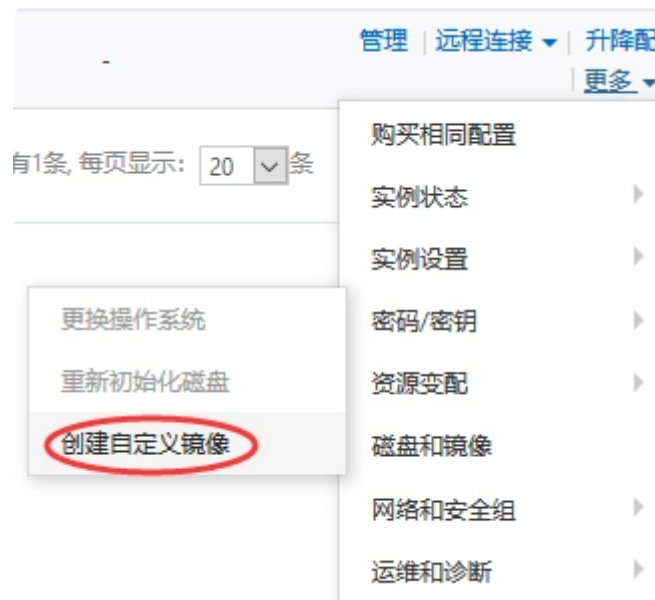 管理 远程连接 升降配
-
更多
购买相同配置
有1条, 每页显示: 20 条
实例状态
实例设置
更换操作系统
密码/密钥
重新初始化磁盘
资源变配
创建自定义镜像
磁盘和镜像
网络和安全组
运维和诊断